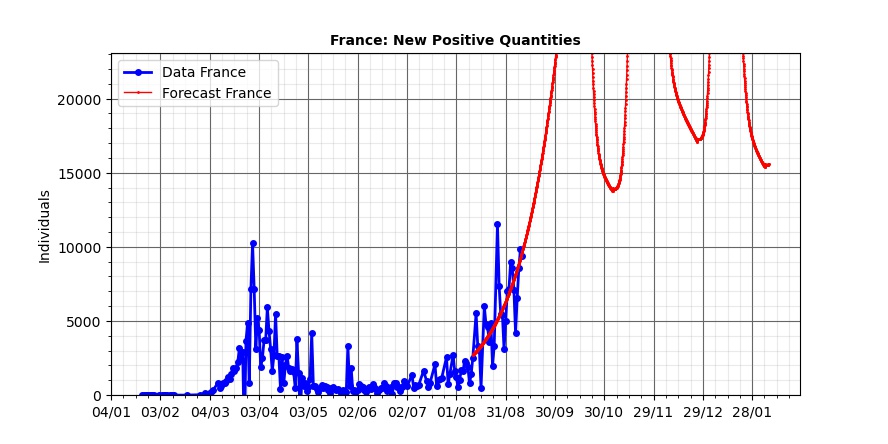 France: New Positive Quantities
Data France
Forecast France
Individuals
20000
15000
10000
5000
0
04/01 03/02 04/03 03/04 03/05 02/06 02/07 01/08 31/08 30/09 30/10 29/11 29/12 28/01